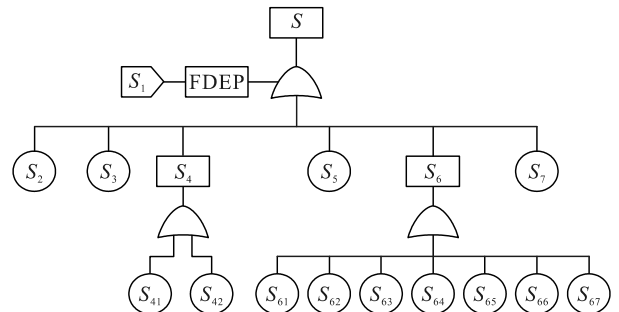 S
S₁ FDEP
S₂ S₃ S₄ S₅ S₆ S₇
S₄₁ S₄₂ S₆₁ S₆₂ S₆₃ S₆₄ S₆₅ S₆₆ S₆₇